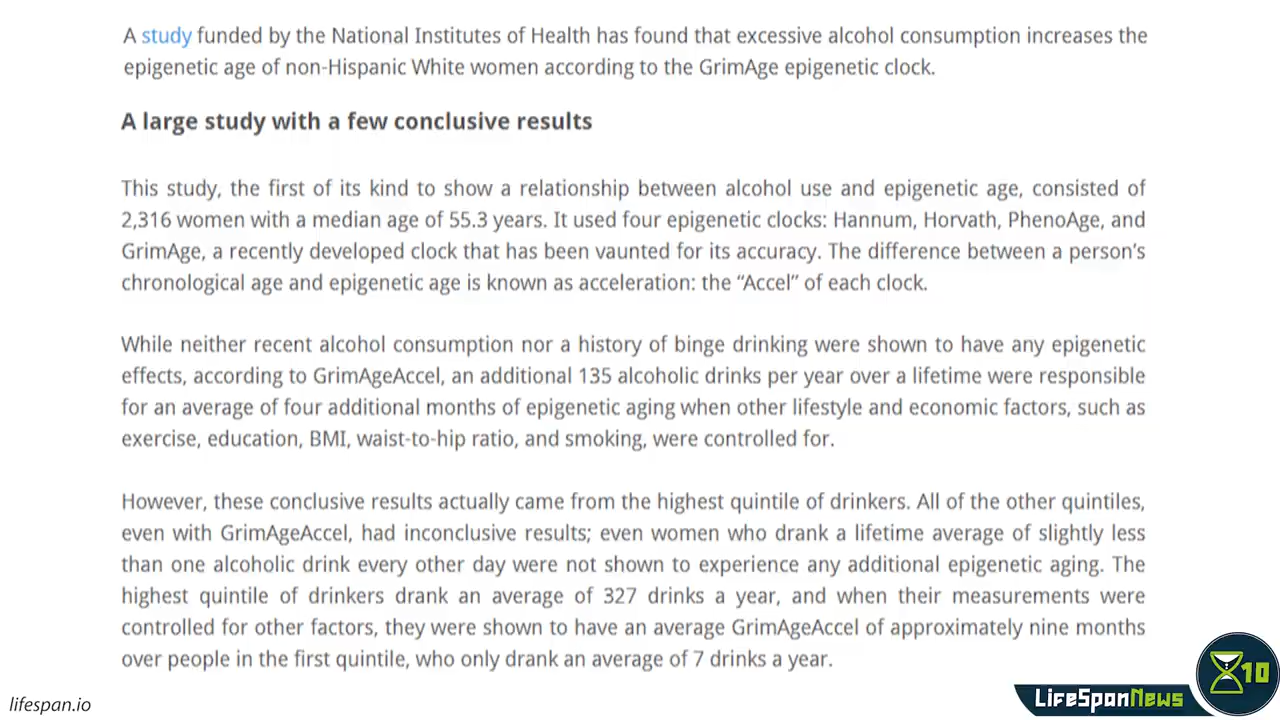 A study funded by the National Institutes of Health has found that excessive alcohol consumption increases the
epigenetic age of non-Hispanic White women according to the GrimAge epigenetic clock.
A large study with a few conclusive results
This study, the first of its kind to show a relationship between alcohol use and epigenetic age, consisted of
2,316 women with a median age of 55.3 years. It used four epigenetic clocks: Hannum, Horvath, PhenoAge, and
GrimAge, a recently developed clock that has been vaunted for its accuracy. The difference between a person’s
chronological age and epigenetic age is known as acceleration: the “Accel” of each clock.
While neither recent alcohol consumption nor a history of binge drinking were shown to have any epigenetic
effects, according to GrimAgeAccel, an additional 135 alcoholic drinks per year over a lifetime were responsible
for an average of four additional months of epigenetic aging when other lifestyle and economic factors, such as
exercise, education, BMI, waist-to-hip ratio, and smoking, were controlled for.
However, these conclusive results actually came from the highest quintile of drinkers. All of the other quintiles,
even with GrimAgeAccel, had inconclusive results; even women who drank a lifetime average of slightly less
than one alcoholic drink every other day were not shown to experience any additional epigenetic aging. The
highest quintile of drinkers drank an average of 327 drinks a year, and when their measurements were
controlled for other factors, they were shown to have an average GrimAgeAccel of approximately nine months
over people in the first quintile, who only drank an average of 7 drinks a year.
10
LifeSpanNews
lifespan.io